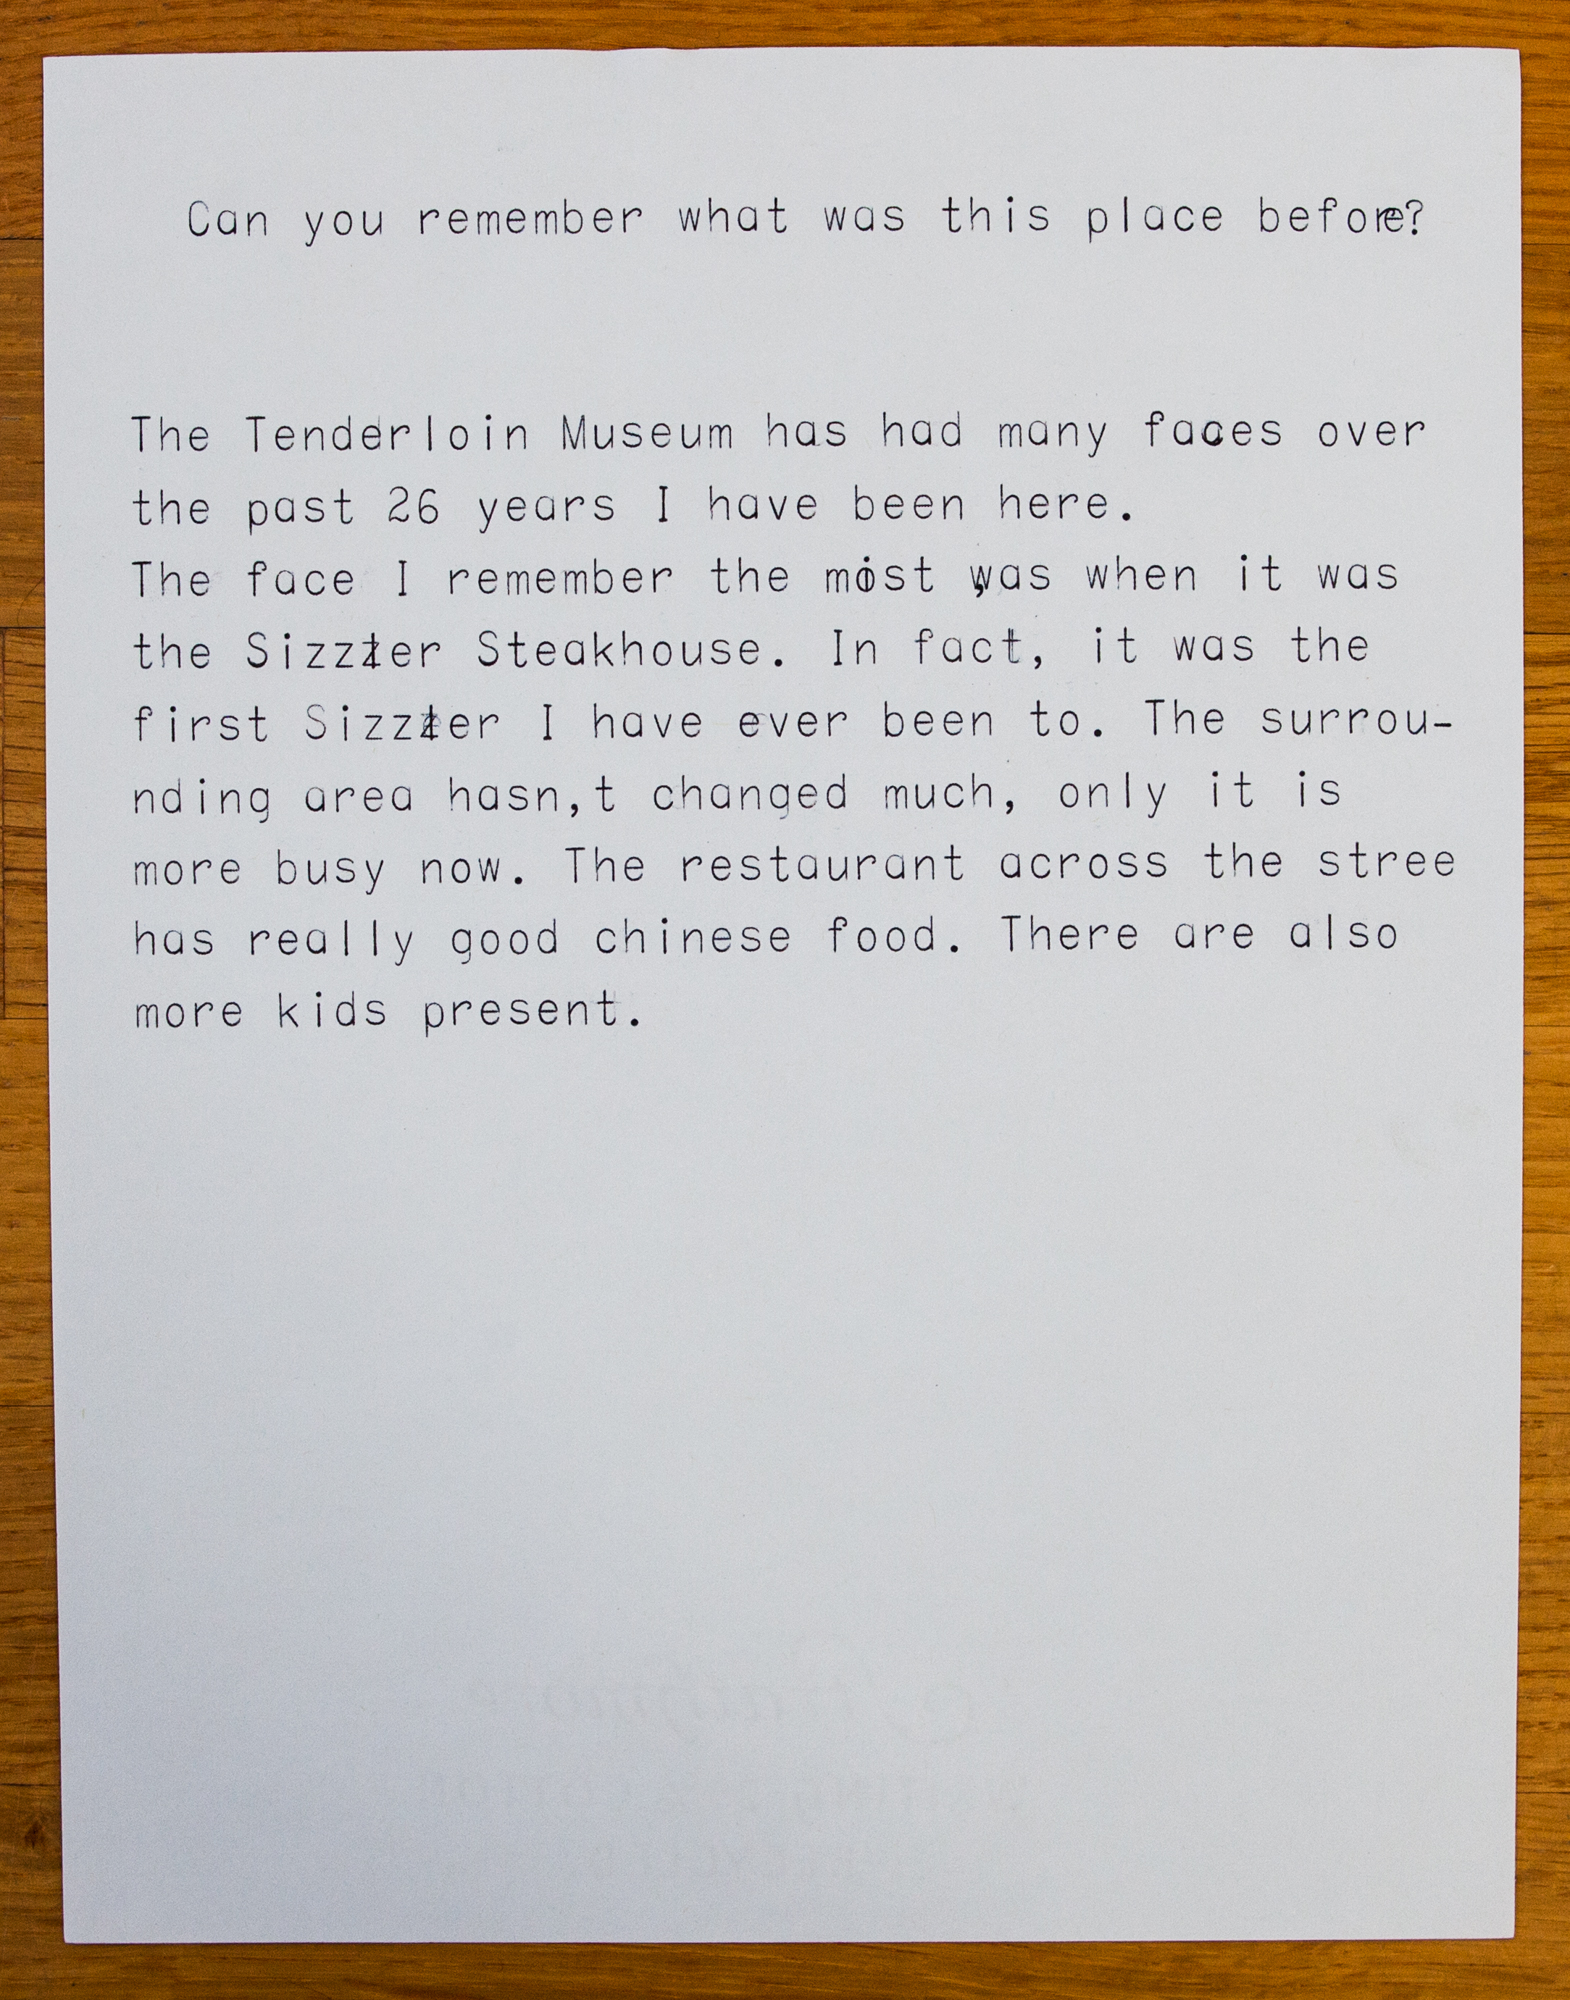 Can you remember what was this place before?
The Tenderloin Museum has had many faces over
the past 26 years I have been here.
The face I remember the most was when it was
the Sizzler Steakhouse. In fact, it was the
first Sizzler I have ever been to. The surrou-
nding area hasn,t changed much, only it is
more busy now. The restaurant across the stree
has really good chinese food. There are also
more kids present.